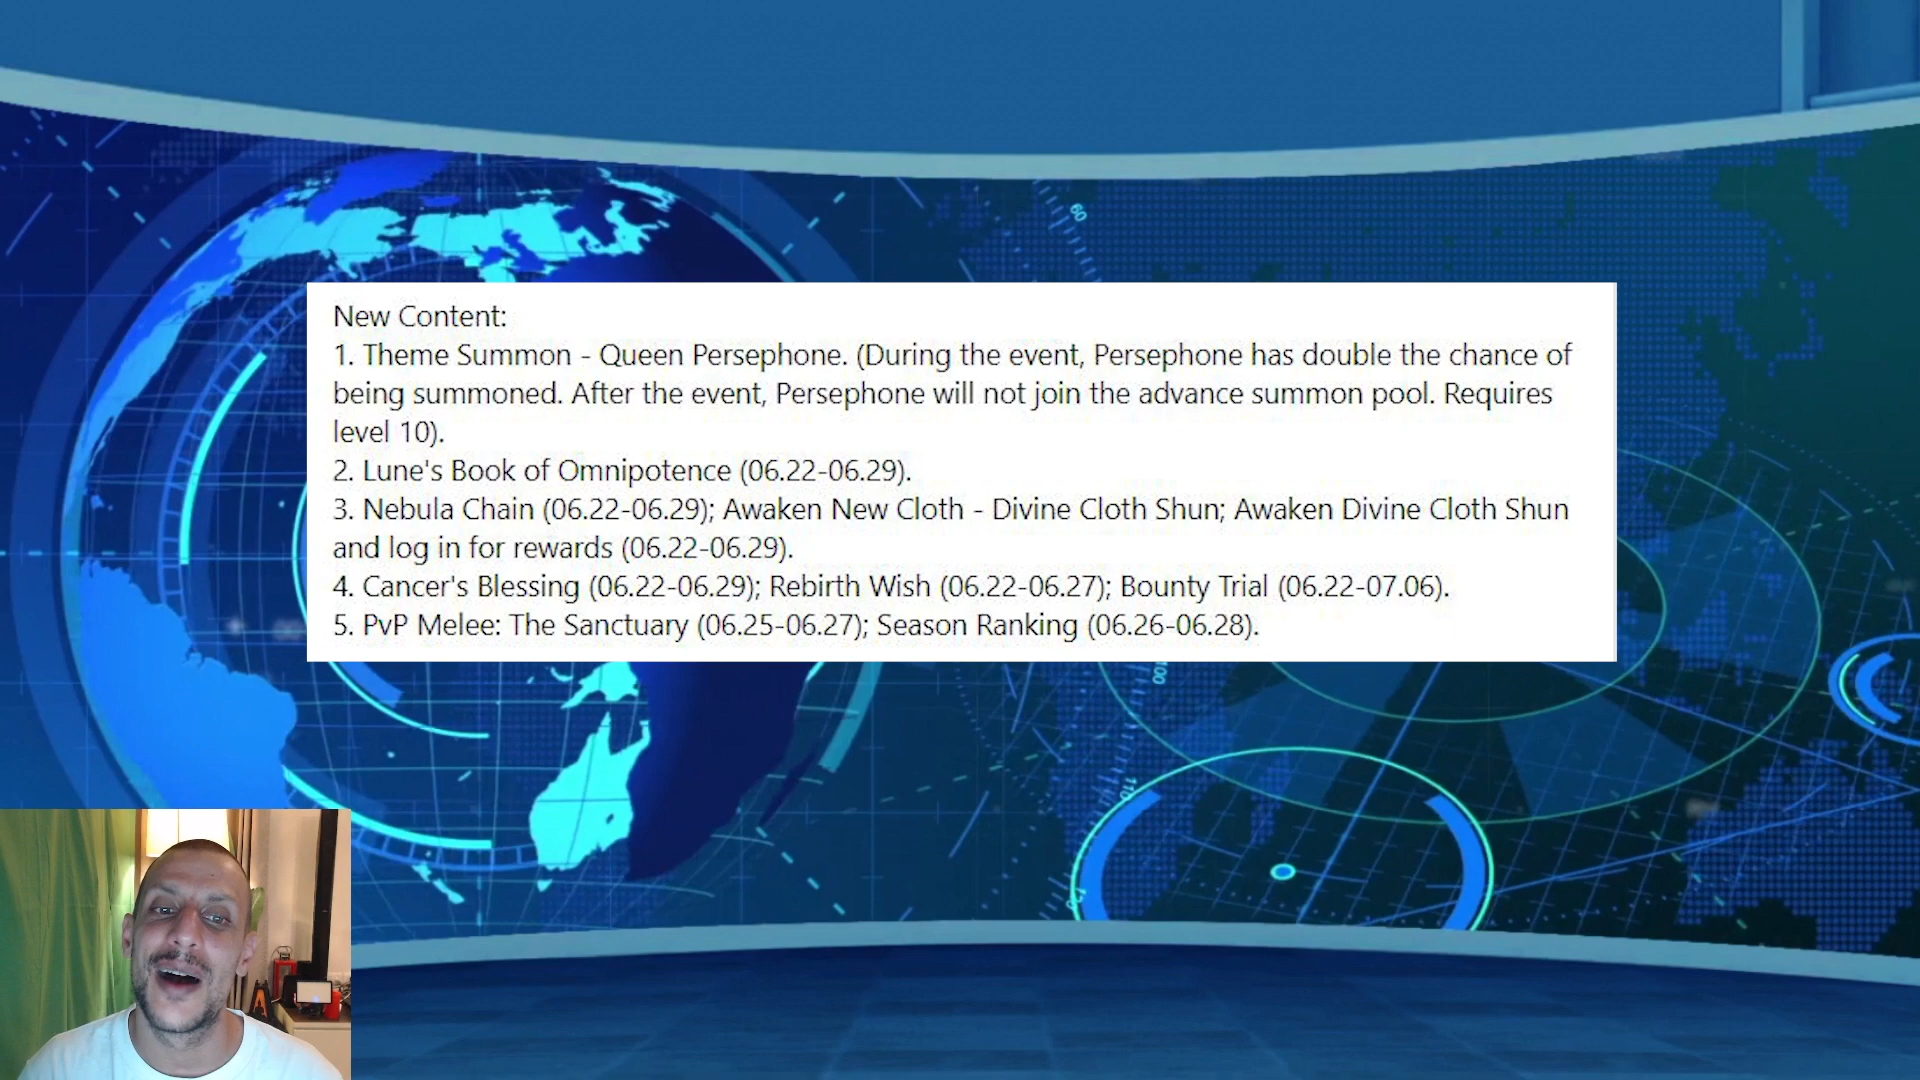 New Content:
1. Theme Summon - Queen Persephone. (During the event, Persephone has double the chance of
being summoned. After the event, Persephone will not join the advance summon pool. Requires
level 10).
2. Lune's Book of Omnipotence (06.22-06.29).
3. Nebula Chain (06.22-06.29); Awaken New Cloth - Divine Cloth Shun; Awaken Divine Cloth Shun
and log in for rewards (06.22-06.29).
4. Cancer's Blessing (06.22-06.29); Rebirth Wish (06.22-06.27); Bounty Trial (06.22-07.06).
5. PvP Melee: The Sanctuary (06.25-06.27); Season Ranking (06.26-06.28).
60
100
110